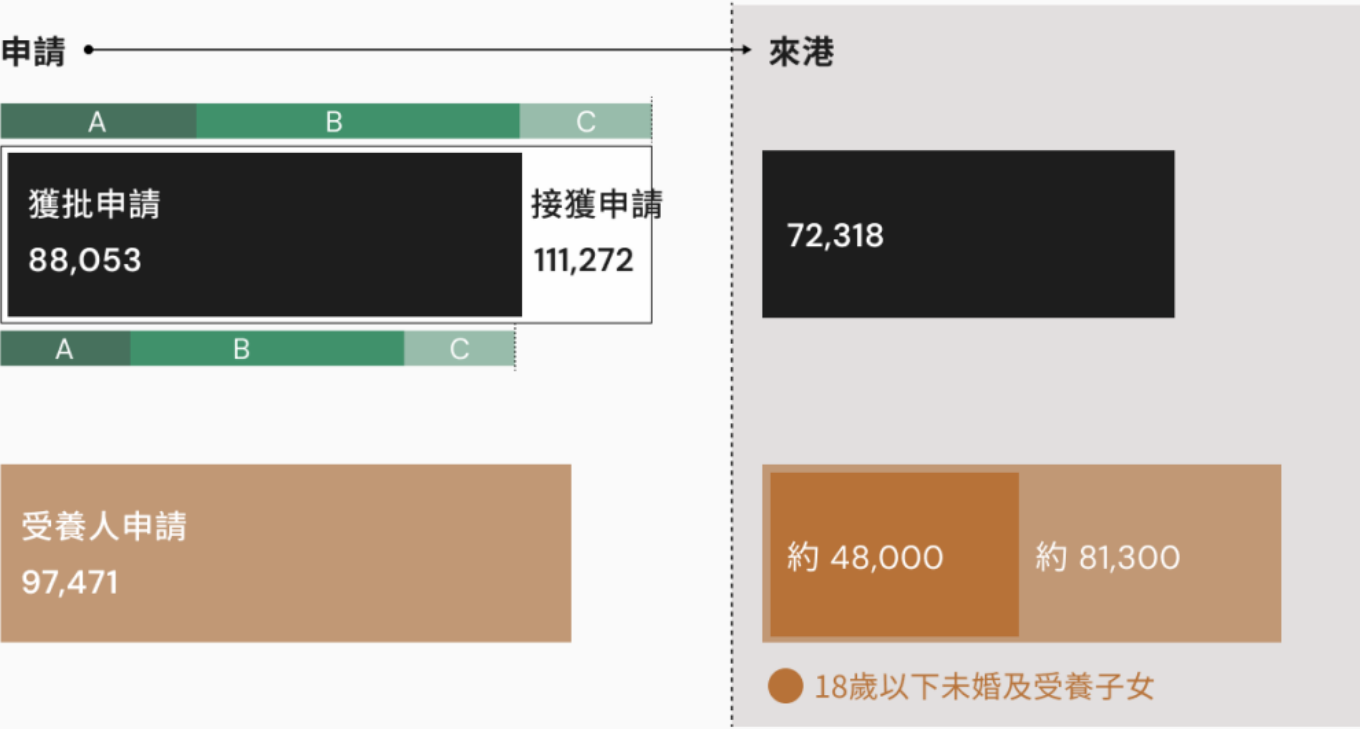 申請
來港
A
B
C
獲批申請
88,053
接獲申請
111,272
72,318
A
B
C
受養人申請
97,471
約 48,000
約 81,300
18歲以下未婚及受養子女